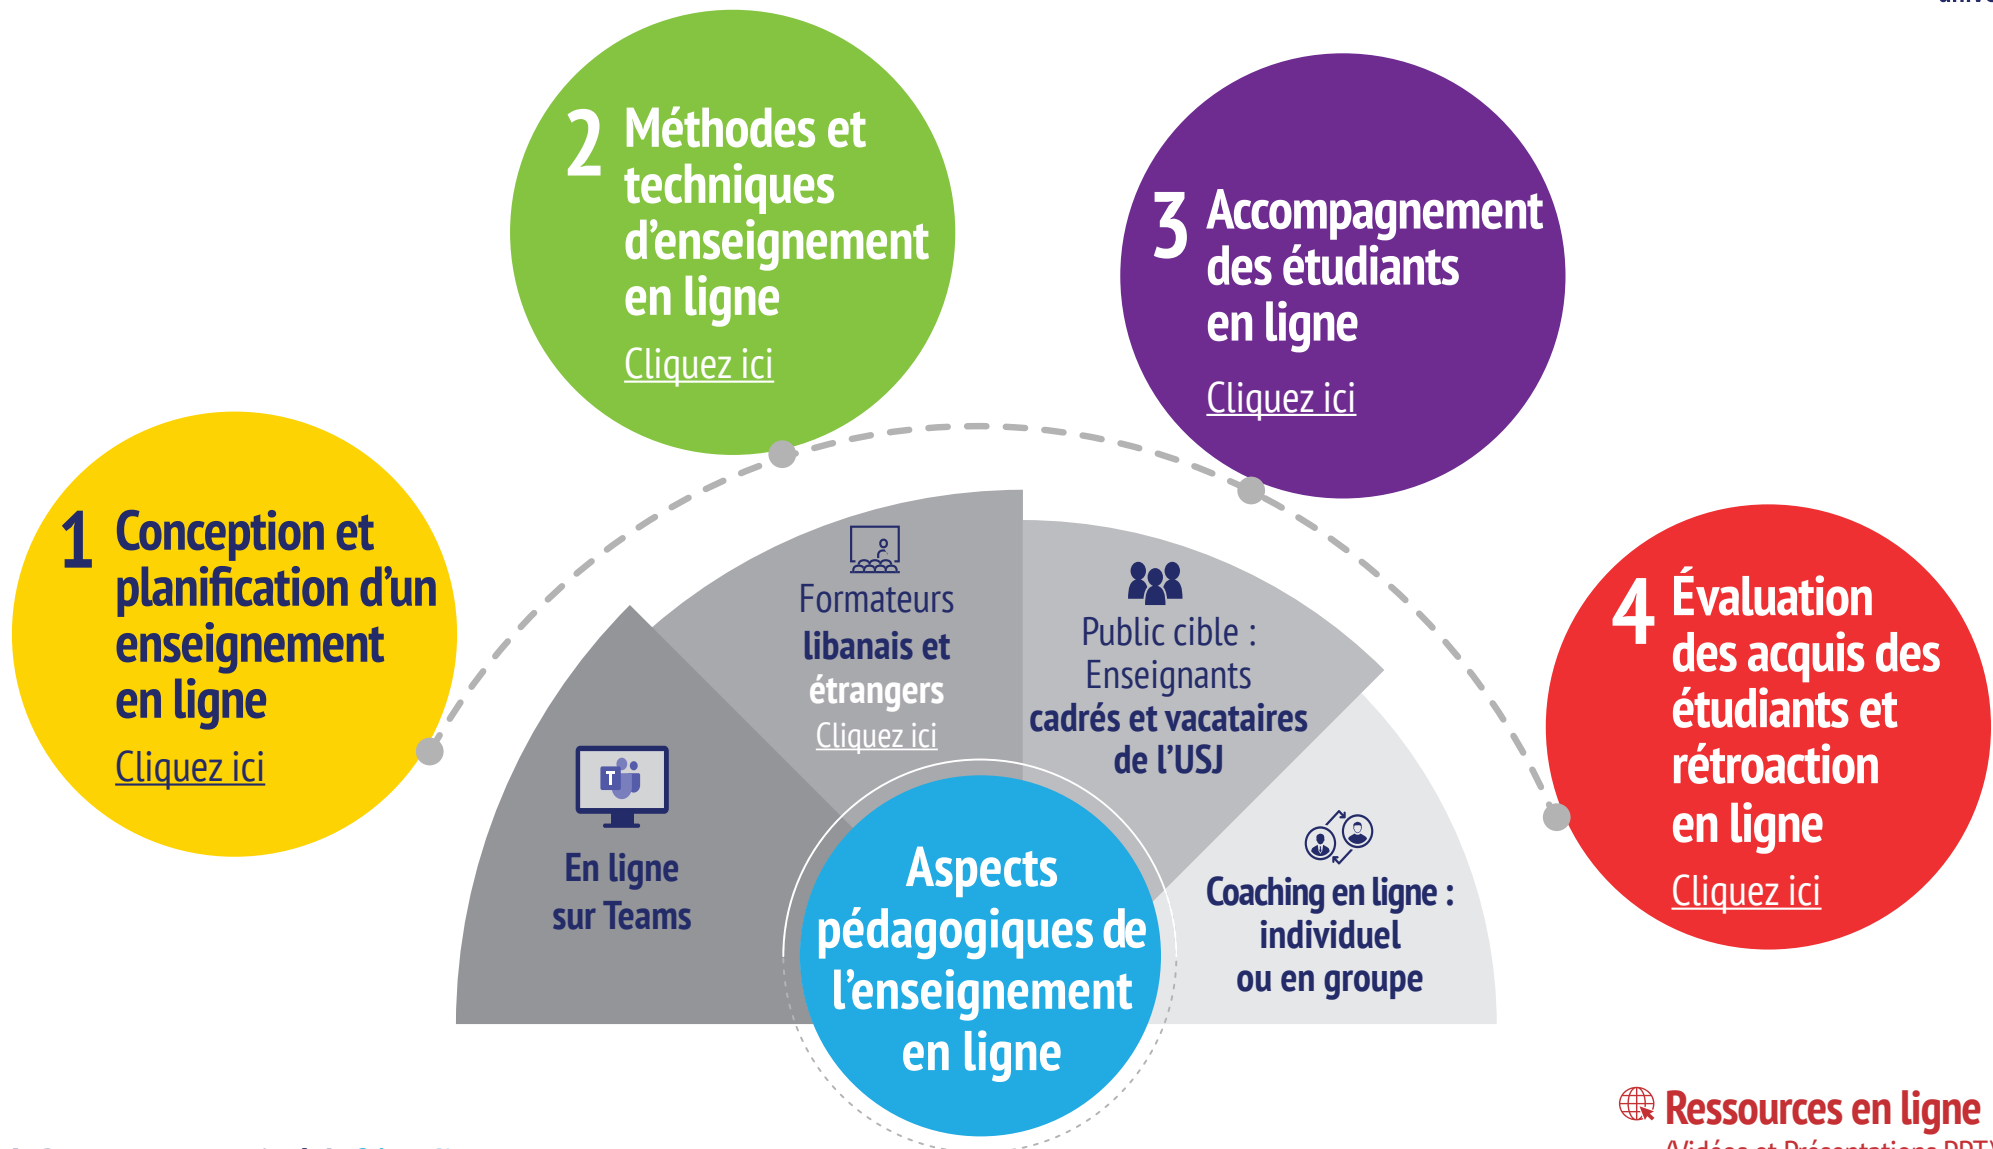 2 Méthodes et
techniques
d’enseignement
en ligne
Cliquez ici
3 Accompagnement
des étudiants
en ligne
Cliquez ici
1 Conception et
planification d’un
enseignement
en ligne
Cliquez ici
4 Évaluation
des acquis des
étudiants et
rétroaction
en ligne
Cliquez ici
Formateurs
libanais et
étrangers
Cliquez ici
Public cible :
Enseignants
cadrés et vacataires
de l’USJ
T
En ligne
sur Teams
Coaching en ligne :
individuel
ou en groupe
Aspects
pédagogiques de
l’enseignement
en ligne
Ressources en ligne